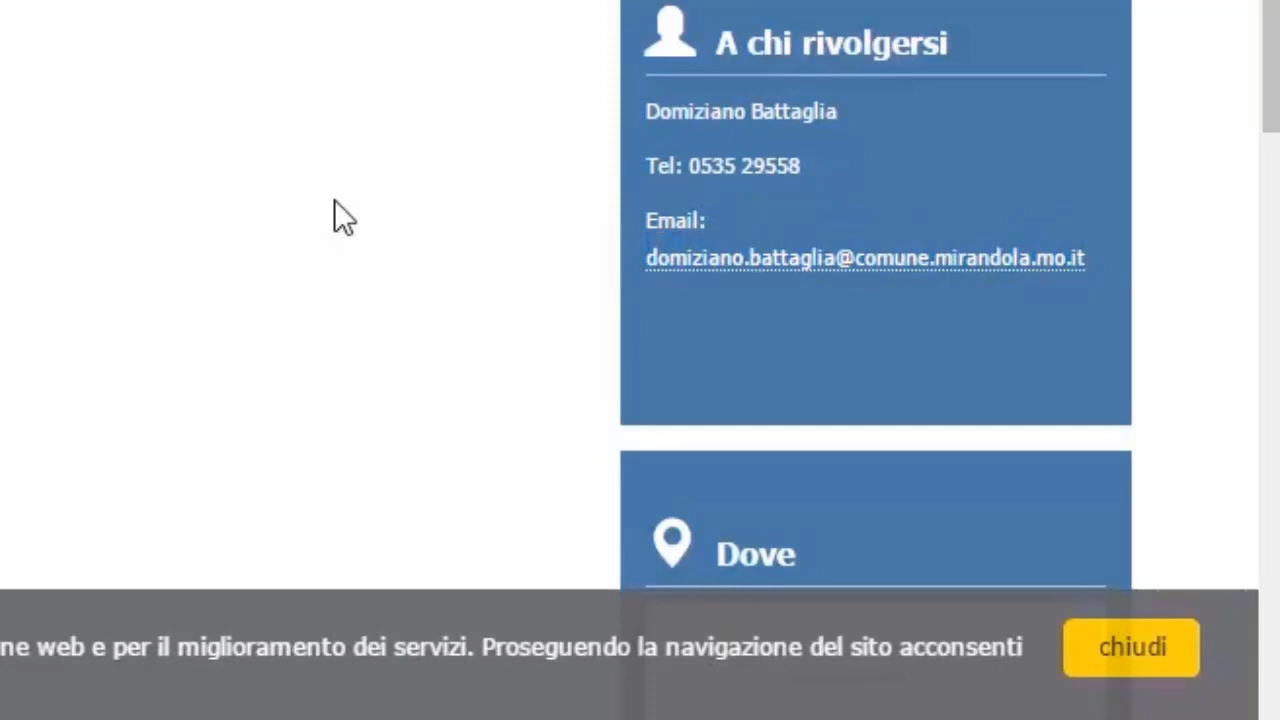 A chi rivolgersi
Domiziano Battaglia
Tel: 0535 29558
Email:
domiziano.battaglia@comune.mirandola.mo.it
Dove
ne web e per il miglioramento dei servizi. Proseguendo la navigazione del sito acconsenti
chiudi